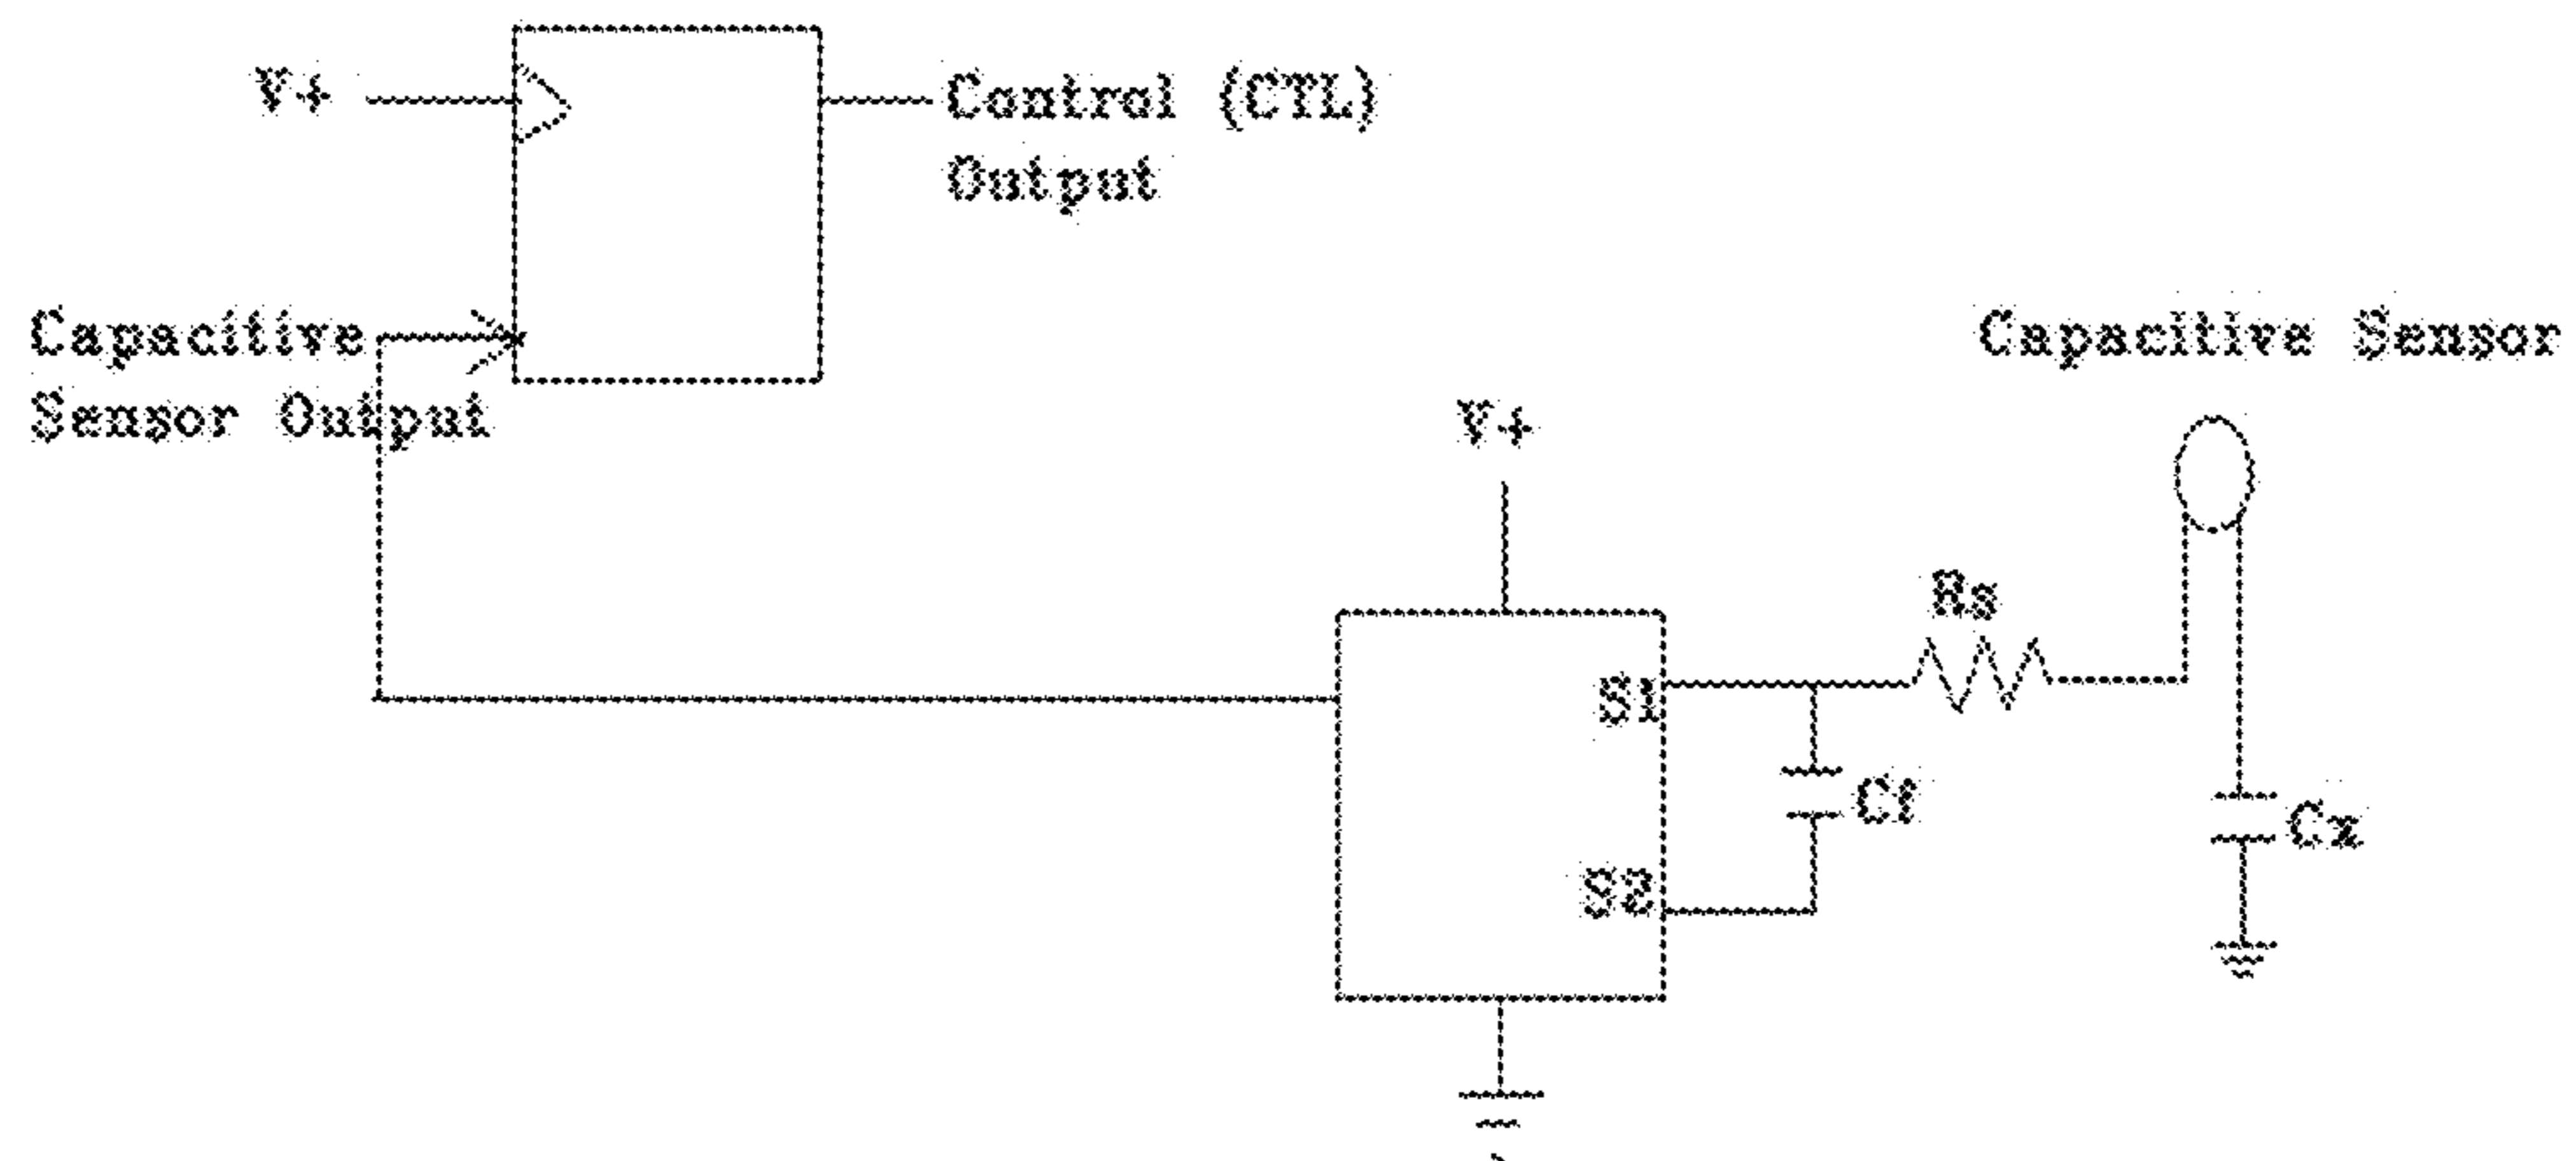 V+
Control (CTL)
Output
Capacitive
Sensor Output
Capacitive Sensor
V+
Rs
S1
Cf
Cx
S2